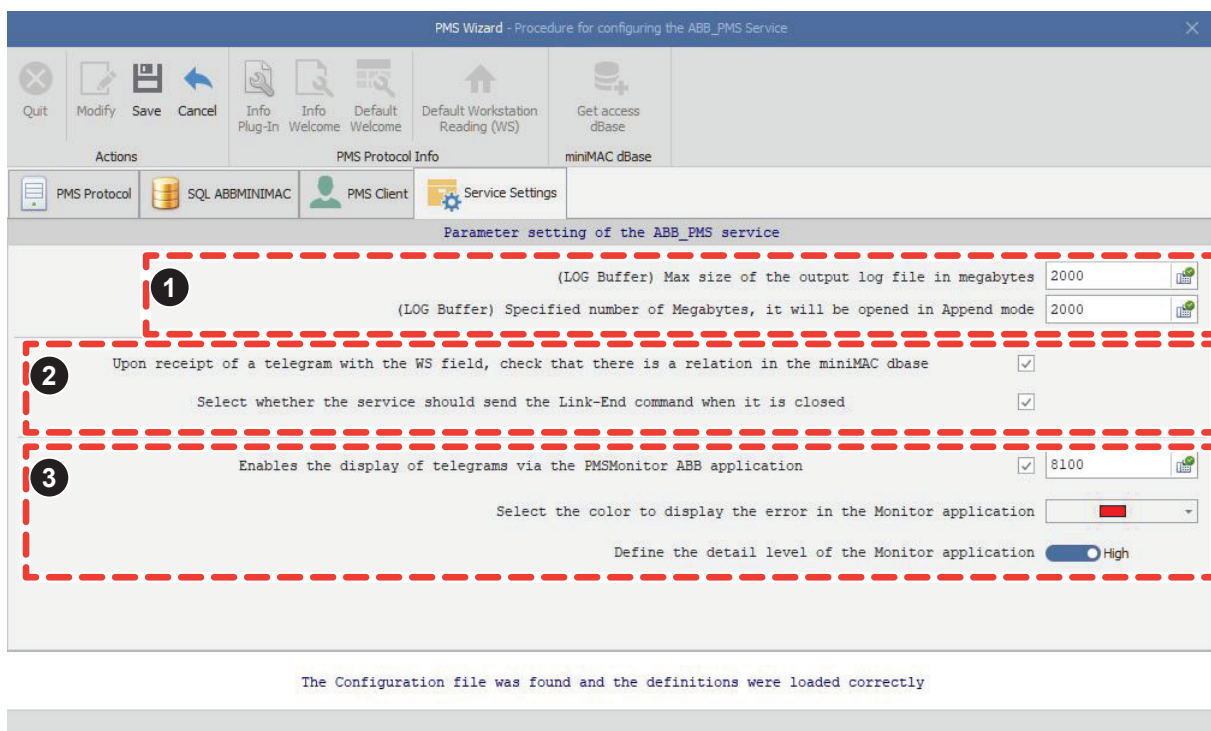 PMS Wizard - Procedure for configuring the ABB_PMS Service
Quit
Modify
Save
Cancel
Info Plug-In
Info Welcome
Default Welcome
Default Workstation Reading (WS)
Get access dBase
Actions
PMS Protocol Info
miniMAC dBase
PMS Protocol
SQL ABBMINIMAC
PMS Client
Service Settings
Parameter setting of the ABB_PMS service
1
(LOG Buffer) Max size of the output log file in megabytes 2000
(LOG Buffer) Specified number of Megabytes, it will be opened in Append mode 2000
2
Upon receipt of a telegram with the WS field, check that there is a relation in the miniMAC dbase
Select whether the service should send the Link-End command when it is closed
3
Enables the display of telegrams via the PMSMonitor ABB application 8100
Select the color to display the error in the Monitor application
Define the detail level of the Monitor application High
The Configuration file was found and the definitions were loaded correctly